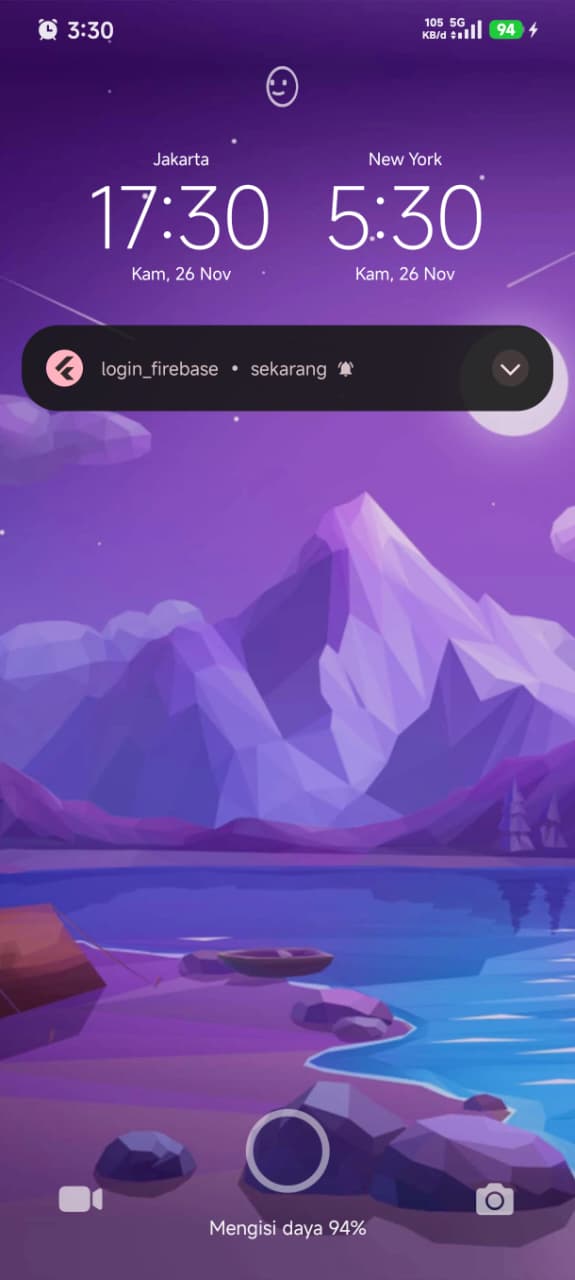 3:30
105 5G
KB/d
94
Jakarta
New York
17:30
5:30
Kam, 26 Nov
Kam, 26 Nov
login_firebase • sekarang
Mengisi daya 94%